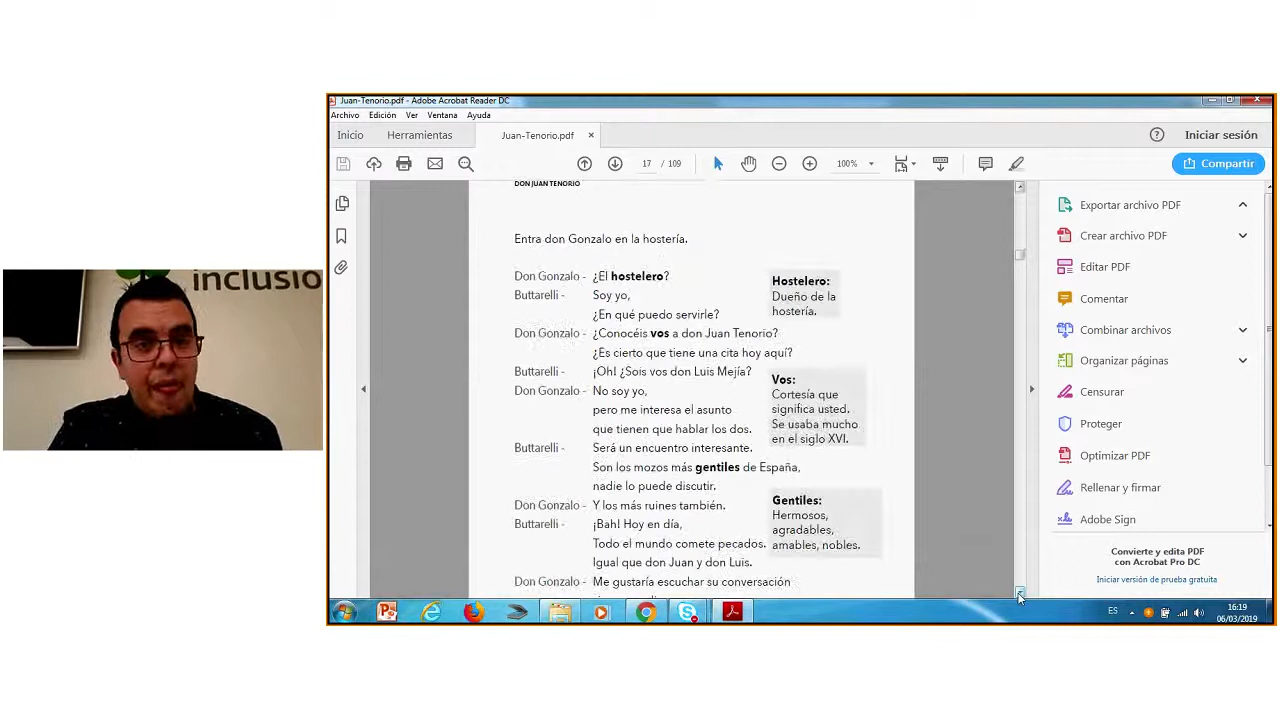 inclusio
Juan-Tenorio.pdf - Adobe Acrobat Reader DC
Archivo Edición Ver Ventana Ayuda
Inicio Herramientas Juan-Tenorio.pdf × Iniciar sesión
17 / 109 100% Compartir
DON JUAN TENORIO
Entra don Gonzalo en la hostería.
Don Gonzalo - ¿El hostelero?
Buttarelli - Soy yo,
¿En qué puedo servirle?
Don Gonzalo - ¿Conocéis vos a don Juan Tenorio?
¿Es cierto que tiene una cita hoy aquí?
Buttarelli - ¡Oh! ¿Sois vos don Luis Mejía?
Don Gonzalo - No soy yo,
pero me interesa el asunto
que tienen que hablar los dos.
Buttarelli - Será un encuentro interesante.
Son los mozos más gentiles de España,
nadie lo puede discutir.
Don Gonzalo - Y los más ruines también.
Buttarelli - ¡Bah! Hoy en día,
Todo el mundo comete pecados.
Igual que don Juan y don Luis.
Don Gonzalo - Me gustaría escuchar su conversación
Hostelero:
Dueño de la
hostería.
Vos:
Cortesía que
significa usted.
Se usaba mucho
en el siglo XVI.
Gentiles:
Hermosos,
agradables,
amables, nobles.
Exportar archivo PDF
Crear archivo PDF
Editar PDF
Comentar
Combinar archivos
Organizar páginas
Censurar
Proteger
Optimizar PDF
Rellenar y firmar
Adobe Sign
Convierte y edita PDF
con Acrobat Pro DC
Iniciar versión de prueba gratuita
ES 16:19
06/03/2019